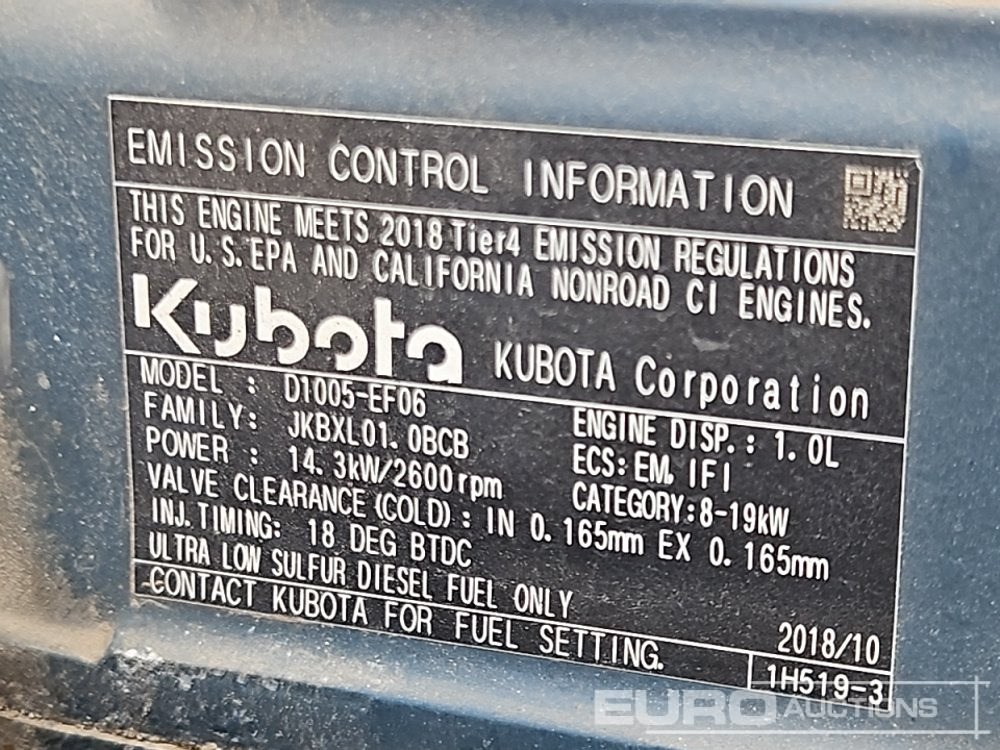 EMISSION CONTROL INFORMATION
THIS ENGINE MEETS 2018 Tier4 EMISSION REGULATIONS
FOR U.S.EPA AND CALIFORNIA NONROAD CI ENGINES.
Kubota KUBOTA Corporation
MODEL : D1005-EF06
FAMILY: JKBXL01.0BCB ENGINE DISP.: 1.0L
POWER : 14.3kW/2600rpm ECS:EM, IFI
CATEGORY:8-19kW
VALVE CLEARANCE(COLD): IN 0.165mm EX 0.165mm
INJ.TIMING: 18 DEG BTDC
ULTRA LOW SULFUR DIESEL FUEL ONLY
2018/10
CONTACT KUBOTA FOR FUEL SETTING.
1H519-3
EURO AUCTIONS